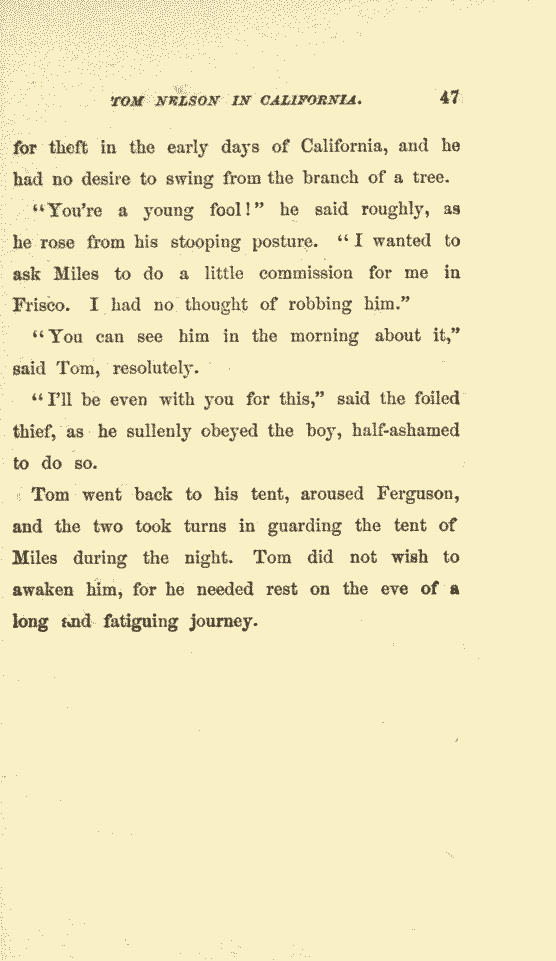 TOM NELSON IN CALIFORNIA. 47
for theft in the early days of California, and he
had no desire to swing from the branch of a tree.
“You’re a young fool!” he said roughly, as
he rose from his stooping posture. “I wanted to
ask Miles to do a little commission for me in
Frisco. I had no thought of robbing him.”
“You can see him in the morning about it,”
said Tom, resolutely.
“I’ll be even with you for this,” said the foiled
thief, as he sullenly obeyed the boy, half-ashamed
to do so.
Tom went back to his tent, aroused Ferguson,
and the two took turns in guarding the tent of
Miles during the night. Tom did not wish to
awaken him, for he needed rest on the eve of a
long and fatiguing journey.